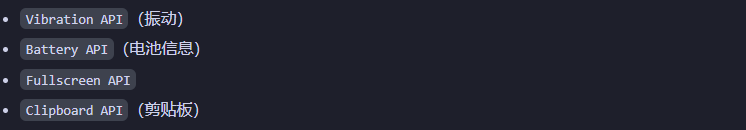 Vibration API（振动）
Battery API（电池信息）
Fullscreen API
Clipboard API（剪贴板）